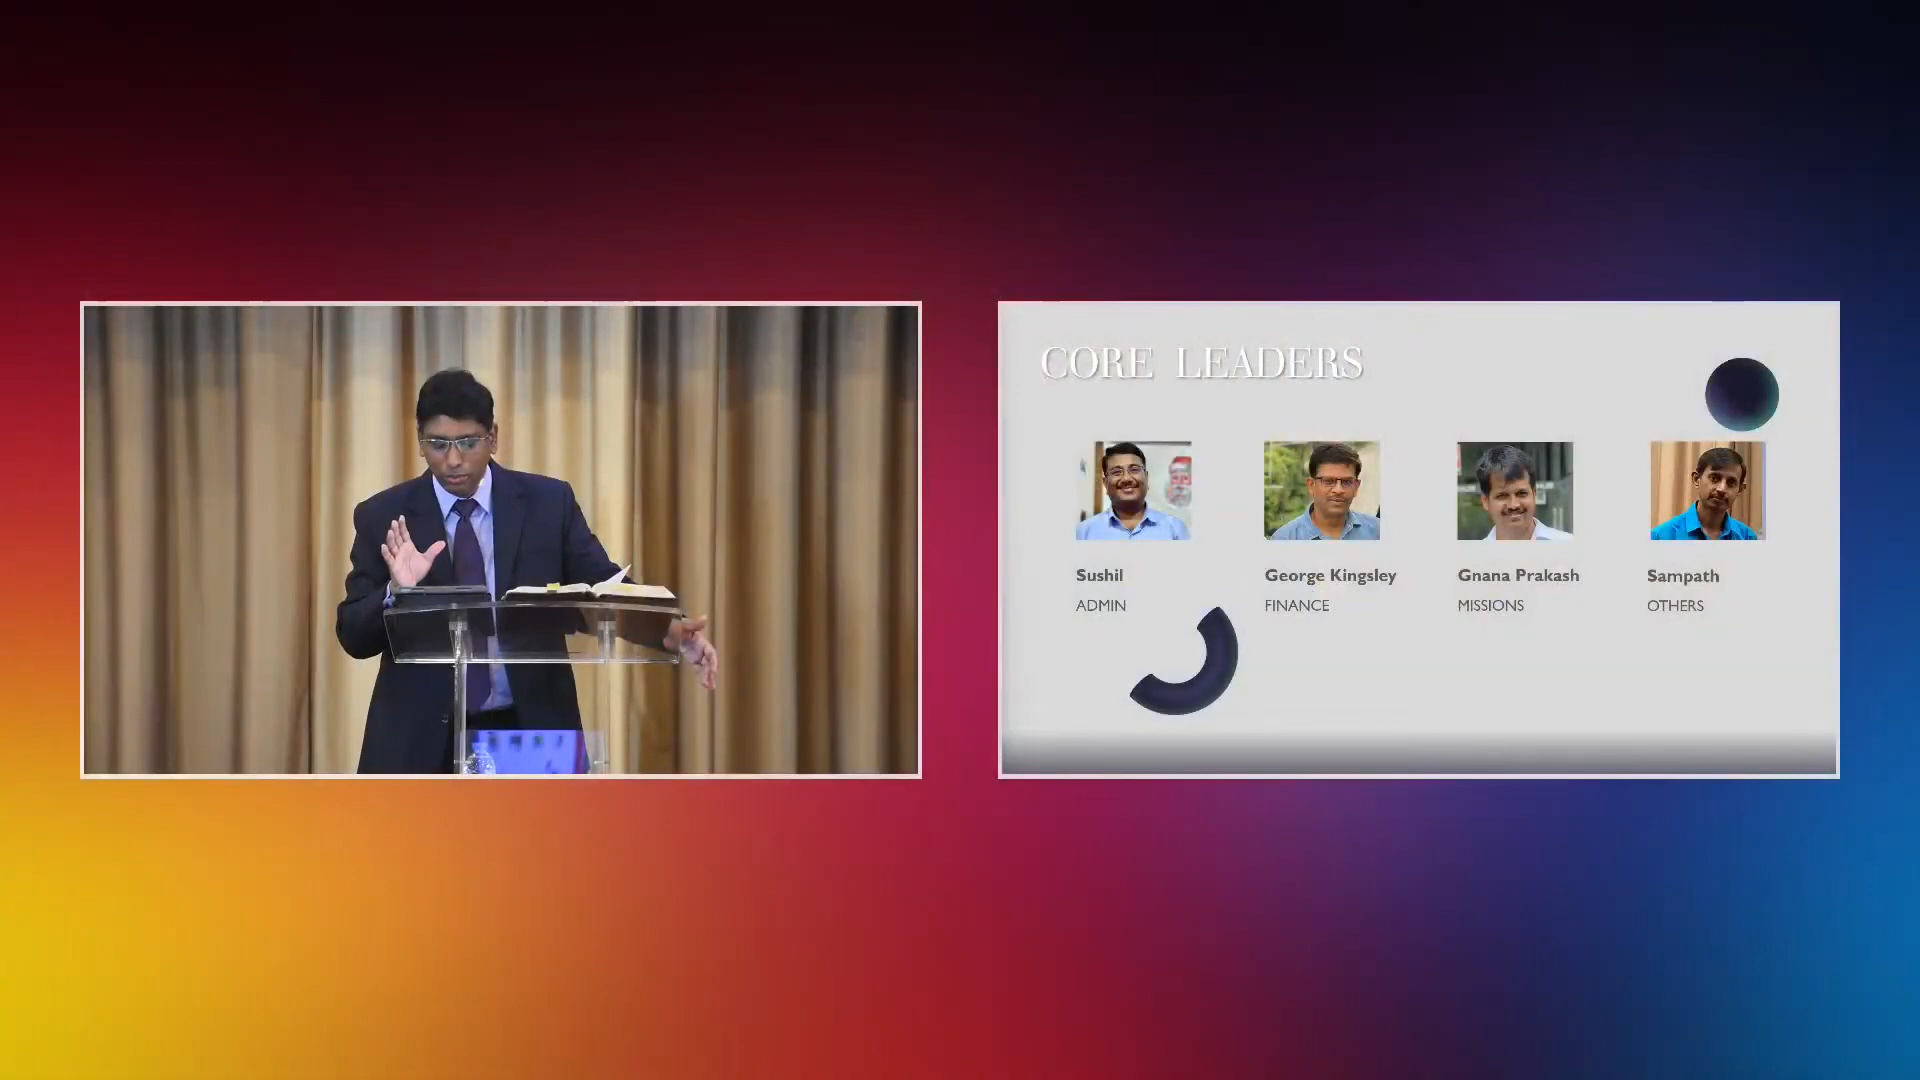 CORE LEADERS
Sushil
ADMIN
George Kingsley
FINANCE
Gnana Prakash
MISSIONS
Sampath
OTHERS